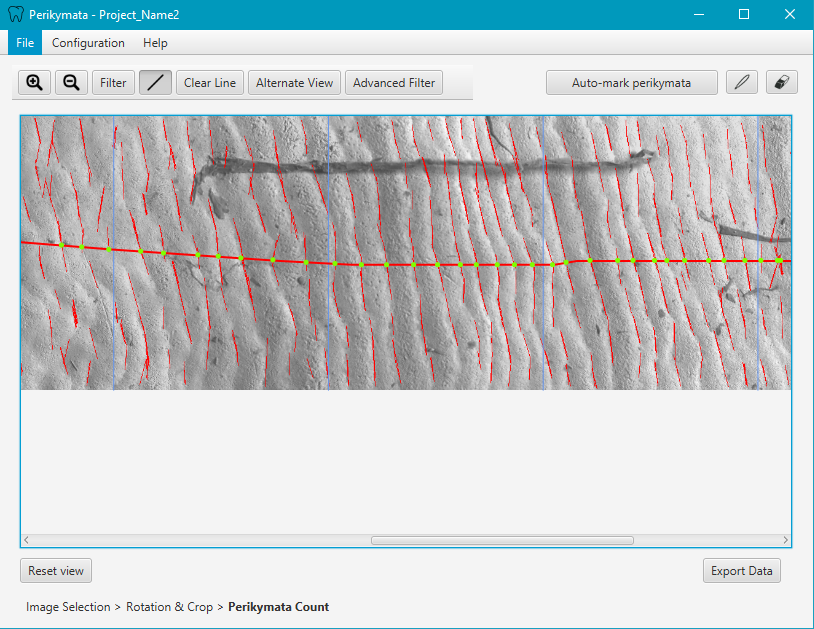 Perikymata - Project_Name2
File Configuration Help
Filter Clear Line Alternate View Advanced Filter Auto-mark perikymata
Reset view Export Data
Image Selection > Rotation & Crop > Perikymata Count